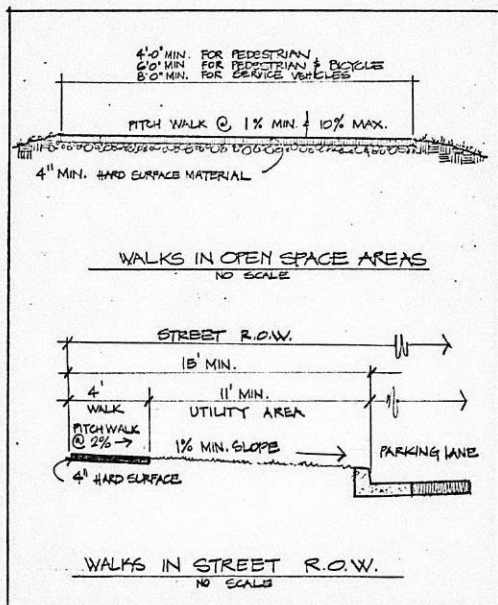 4'-0" MIN. FOR PEDESTRIAN
6'0" MIN FOR PEDECTRIAN & BICYCLE
8'0" MIN. FOR SERVICE VEHICLES
PITCH WALK @ 1% MIN. & 10% MAX.
4" MIN. HARD SURFACE MATERIAL
WALKS IN OPEN SPACE AREAS
NO SCALE
STREET R.O.W.
15' MIN.
4' WALK
11' MIN. UTILITY AREA
PITCH WALK @ 2%
1% MIN. SLOPE
PARKING LANE
4" HARD SURFACE
WALKS IN STREET R.O.W.
NO SCALE